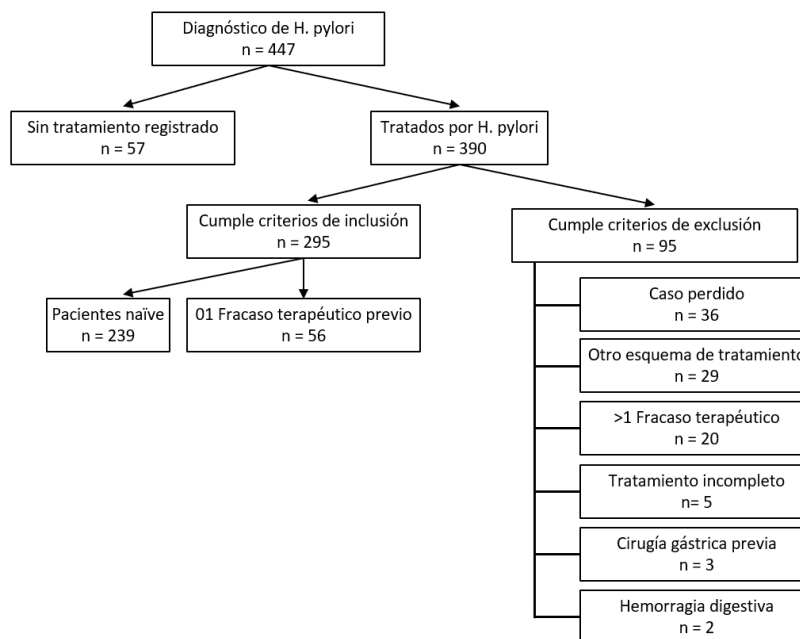 Diagnóstico de H. pylori
n = 447
Sin tratamiento registrado
n = 57
Tratados por H. pylori
n = 390
Cumple criterios de inclusión
n = 295
Cumple criterios de exclusión
n = 95
Pacientes naïve
n = 239
01 Fracaso terapéutico previo
n = 56
Caso perdido
n = 36
Otro esquema de tratamiento
n = 29
>1 Fracaso terapéutico
n = 20
Tratamiento incompleto
n= 5
Cirugía gástrica previa
n = 3
Hemorragia digestiva
n = 2